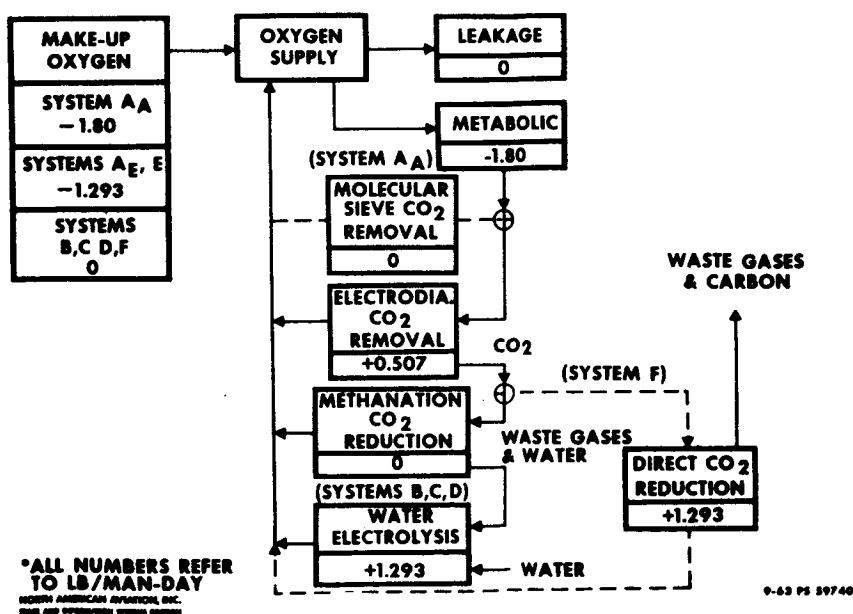 MAKE-UP
OXYGEN
SYSTEM AA
-1.80
SYSTEMS AE, E
-1.293
SYSTEMS
B,C D,F
0
OXYGEN
SUPPLY
LEAKAGE
0
METABOLIC
-1.80
(SYSTEM AA)
MOLECULAR
SIEVE CO2
REMOVAL
0
ELECTRODIA.
CO2
REMOVAL
+0.507
CO2
(SYSTEM F)
METHANATION
CO2
REDUCTION
0
WASTE GASES
& WATER
(SYSTEMS B,C,D)
WATER
ELECTROLYSIS
+1.293
WATER
WASTE GASES
& CARBON
DIRECT CO2
REDUCTION
+1.293
*ALL NUMBERS REFER
TO LB/MAN-DAY
NORTH AMERICAN AVIATION, INC.
9-63 PS 59740